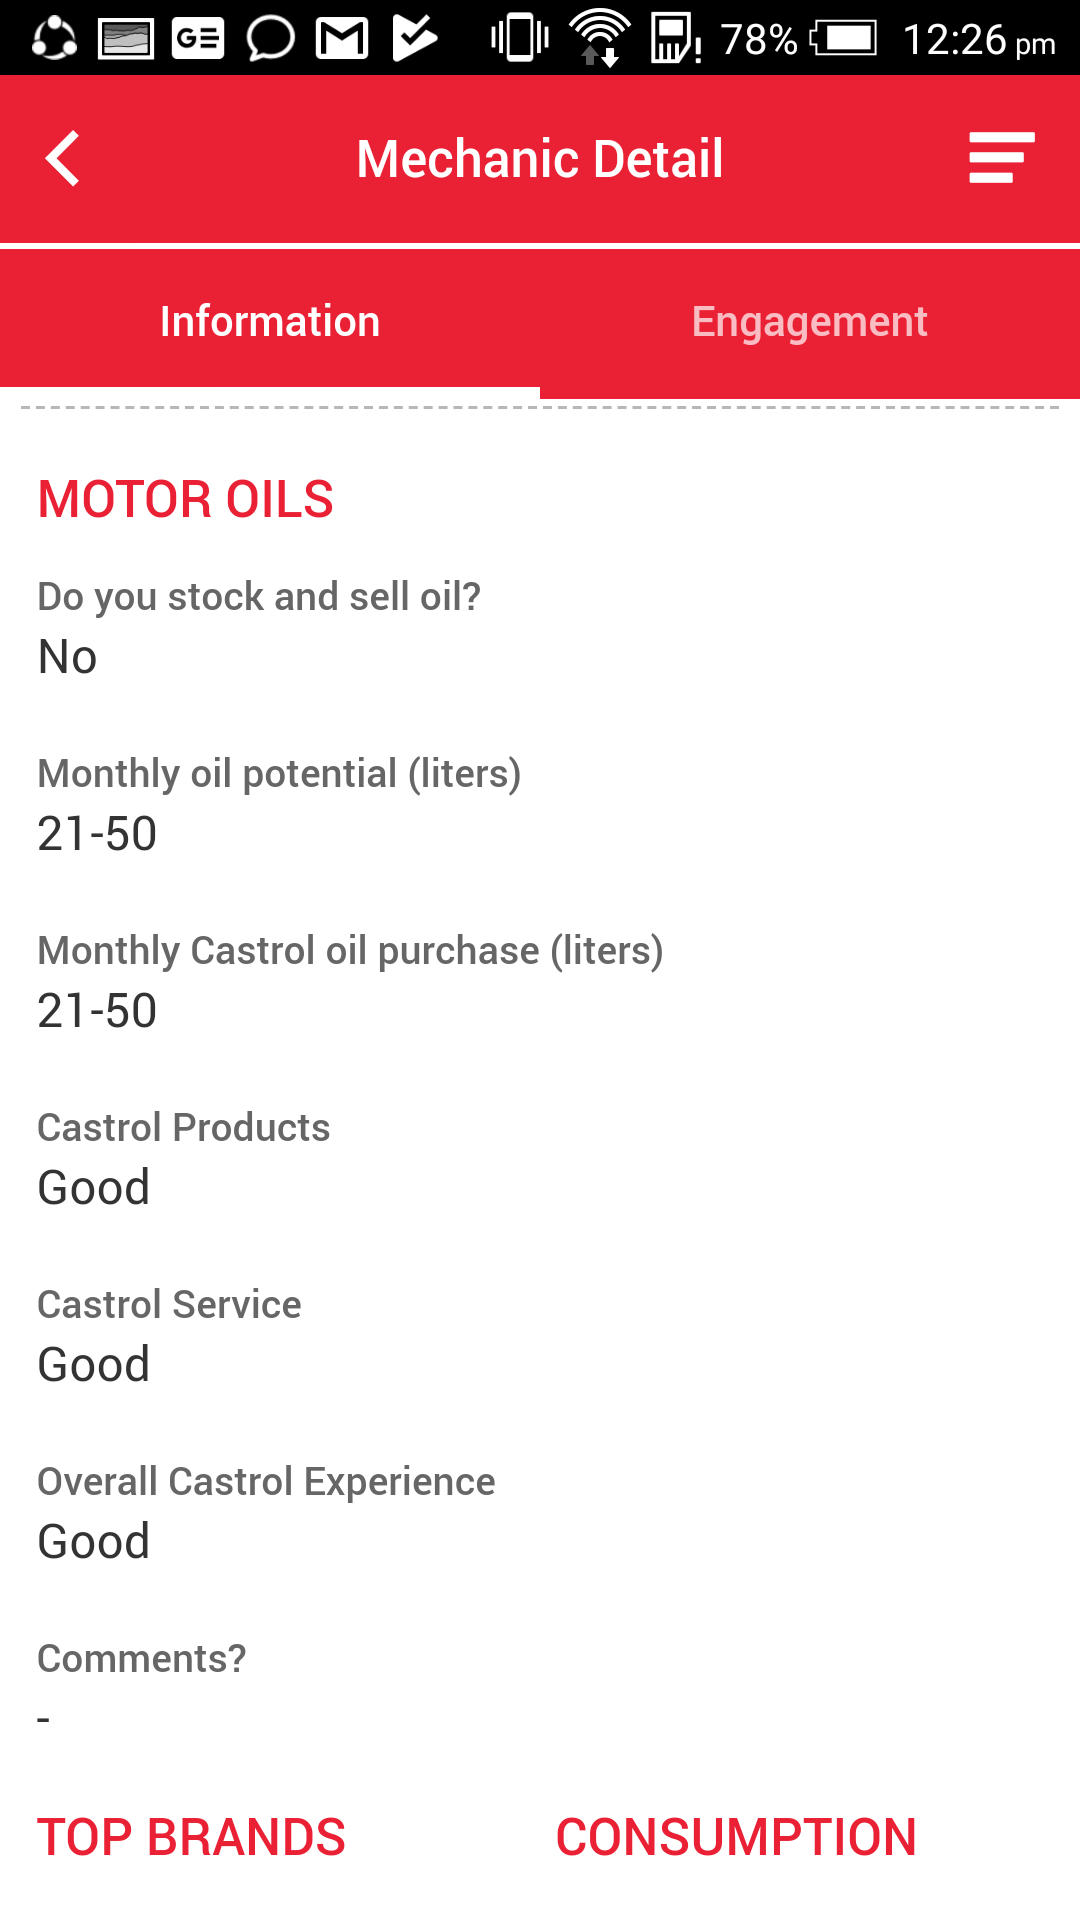 GE
78%
12:26 pm
Mechanic Detail
Information
Engagement
MOTOR OILS
Do you stock and sell oil?
No
Monthly oil potential (liters)
21-50
Monthly Castrol oil purchase (liters)
21-50
Castrol Products
Good
Castrol Service
Good
Overall Castrol Experience
Good
Comments?
-
TOP BRANDS
CONSUMPTION